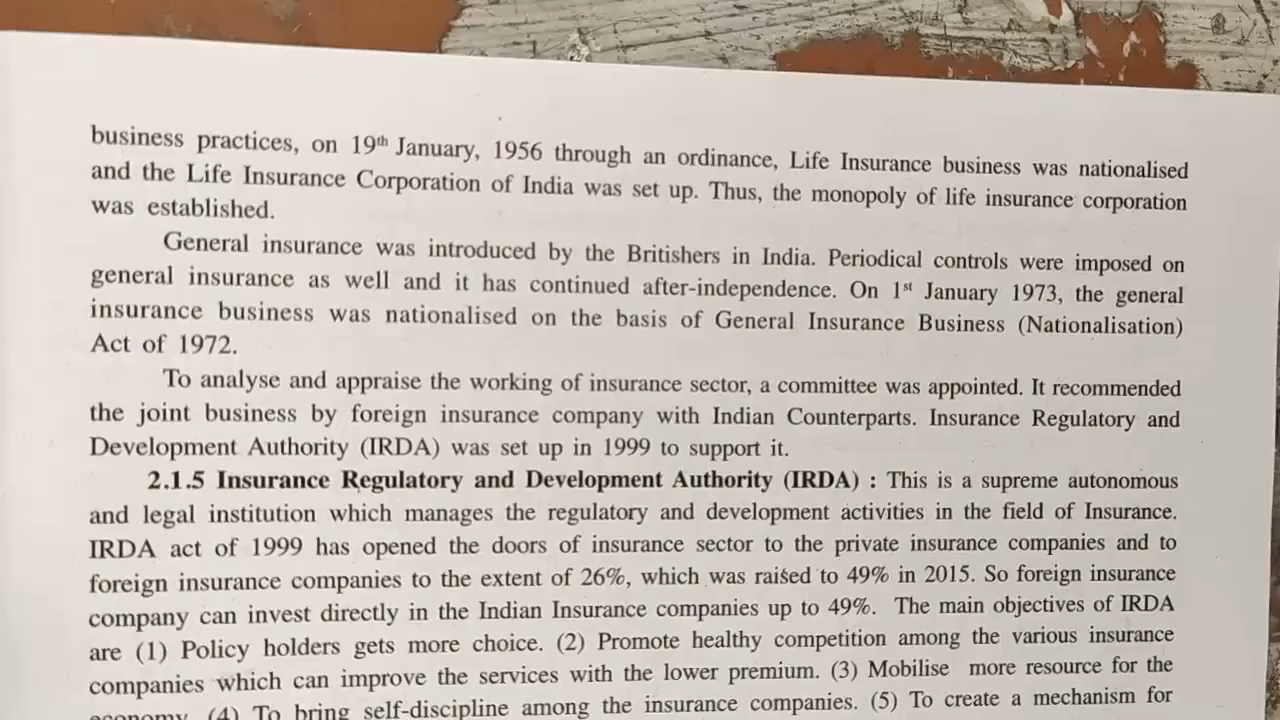 business practices, on 19th January, 1956 through an ordinance, Life Insurance business was nationalised
and the Life Insurance Corporation of India was set up. Thus, the monopoly of life insurance corporation
was established.
General insurance was introduced by the Britishers in India. Periodical controls were imposed on
general insurance as well and it has continued after-independence. On 1st January 1973, the general
insurance business was nationalised on the basis of General Insurance Business (Nationalisation)
Act of 1972.
To analyse and appraise the working of insurance sector, a committee was appointed. It recommended
the joint business by foreign insurance company with Indian Counterparts. Insurance Regulatory and
Development Authority (IRDA) was set up in 1999 to support it.
2.1.5 Insurance Regulatory and Development Authority (IRDA) : This is a supreme autonomous
and legal institution which manages the regulatory and development activities in the field of Insurance.
IRDA act of 1999 has opened the doors of insurance sector to the private insurance companies and to
foreign insurance companies to the extent of 26%, which was raised to 49% in 2015. So foreign insurance
company can invest directly in the Indian Insurance companies up to 49%. The main objectives of IRDA
are (1) Policy holders gets more choice. (2) Promote healthy competition among the various insurance
companies which can improve the services with the lower premium. (3) Mobilise more resource for the
economy. (4) To bring self-discipline among the insurance companies. (5) To create a mechanism for